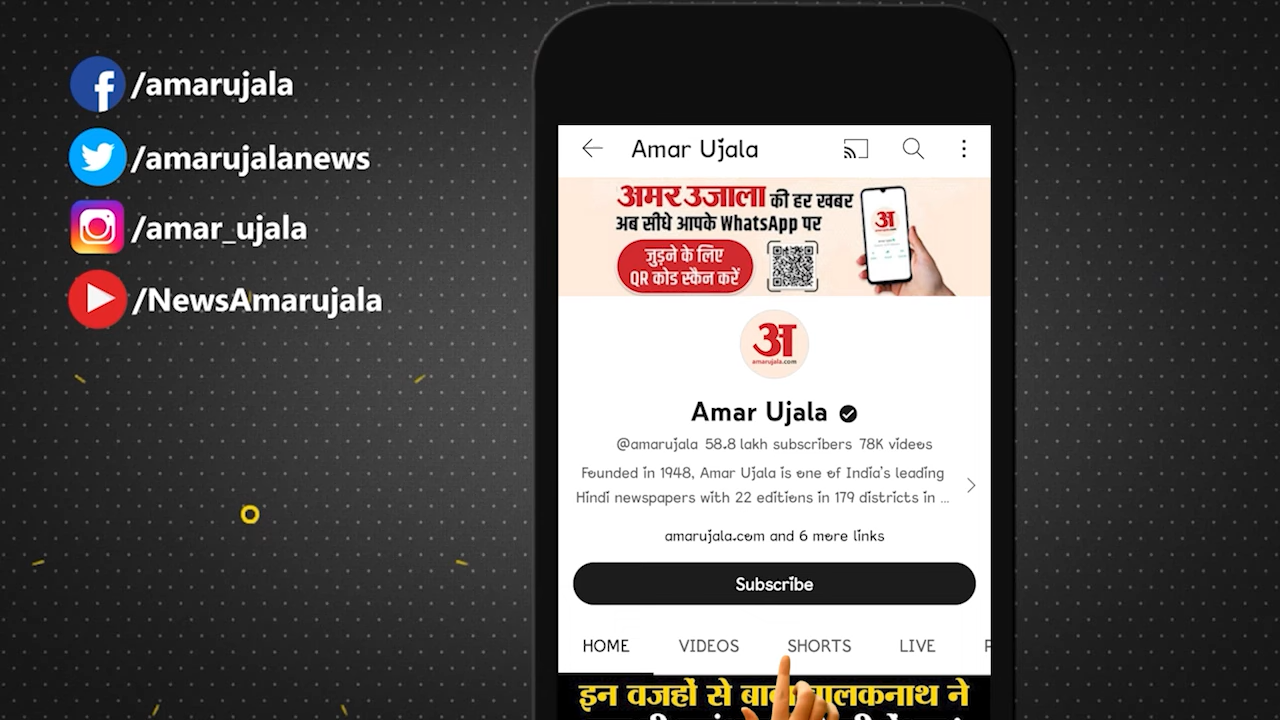 /amarujala
/amarujalanews
/amar_ujala
/NewsAmarujala
Amar Ujala
अमर उजाला की हर खबर
अब सीधे आपके WhatsApp पर
जुड़ने के लिए
QR कोड स्कैन करें
अ
अ
amarujala.com
Amar Ujala
@amarujala 58.8 lakh subscribers 78K videos
Founded in 1948, Amar Ujala is one of India's leading
Hindi newspapers with 22 editions in 179 districts in ...
amarujala.com and 6 more links
Subscribe
HOME VIDEOS SHORTS LIVE
इन वजहों से बाबा बालकनाथ ने